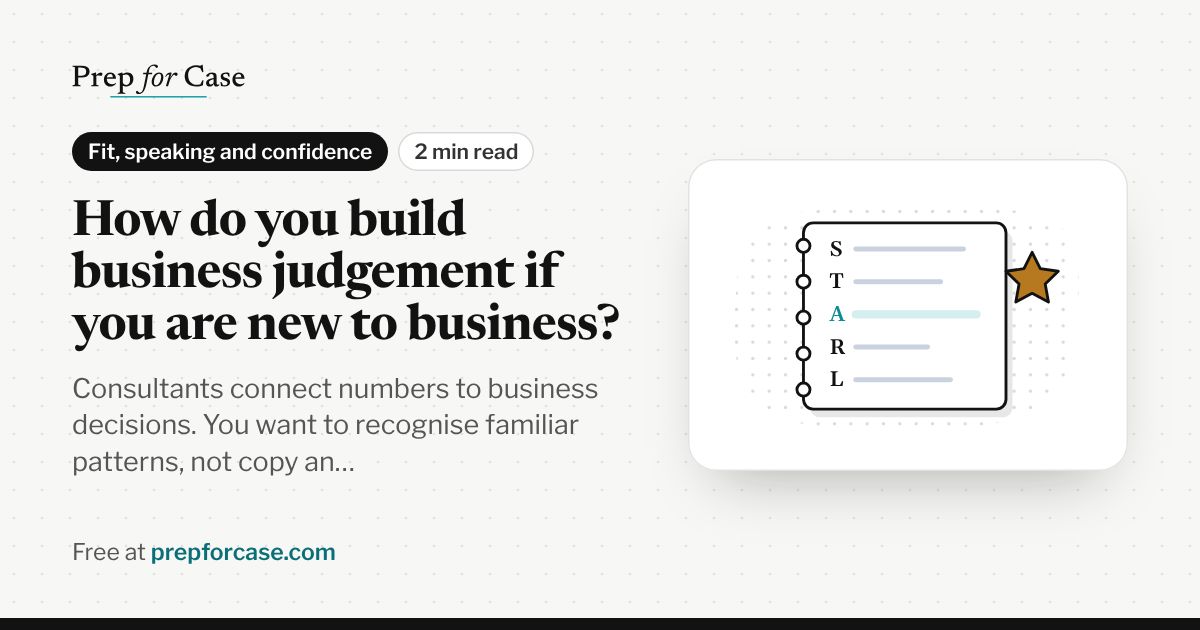 Prep for Case
Fit, speaking and confidence
2 min read
How do you build
business judgement if
you are new to business?
Consultants connect numbers to business
decisions. You want to recognise familiar
patterns, not copy an...
Free at prepforcase.com
S
T
A
R
L